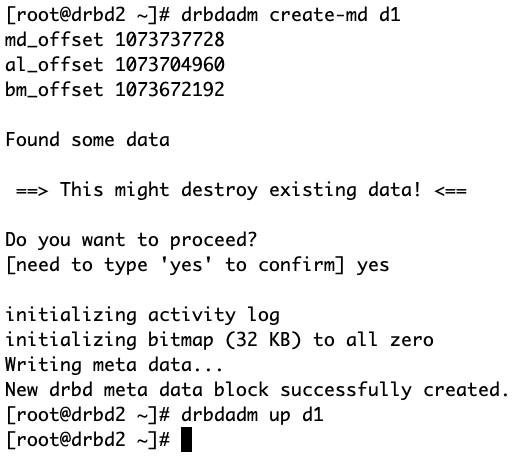 [root@drbd2 ~]# drbdadm create-md d1
md_offset 1073737728
al_offset 1073704960
bm_offset 1073672192
Found some data
==> This might destroy existing data! <==
Do you want to proceed?
[need to type 'yes' to confirm] yes
initializing activity log
initializing bitmap (32 KB) to all zero
Writing meta data...
New drbd meta data block successfully created.
[root@drbd2 ~]# drbdadm up d1
[root@drbd2 ~]#